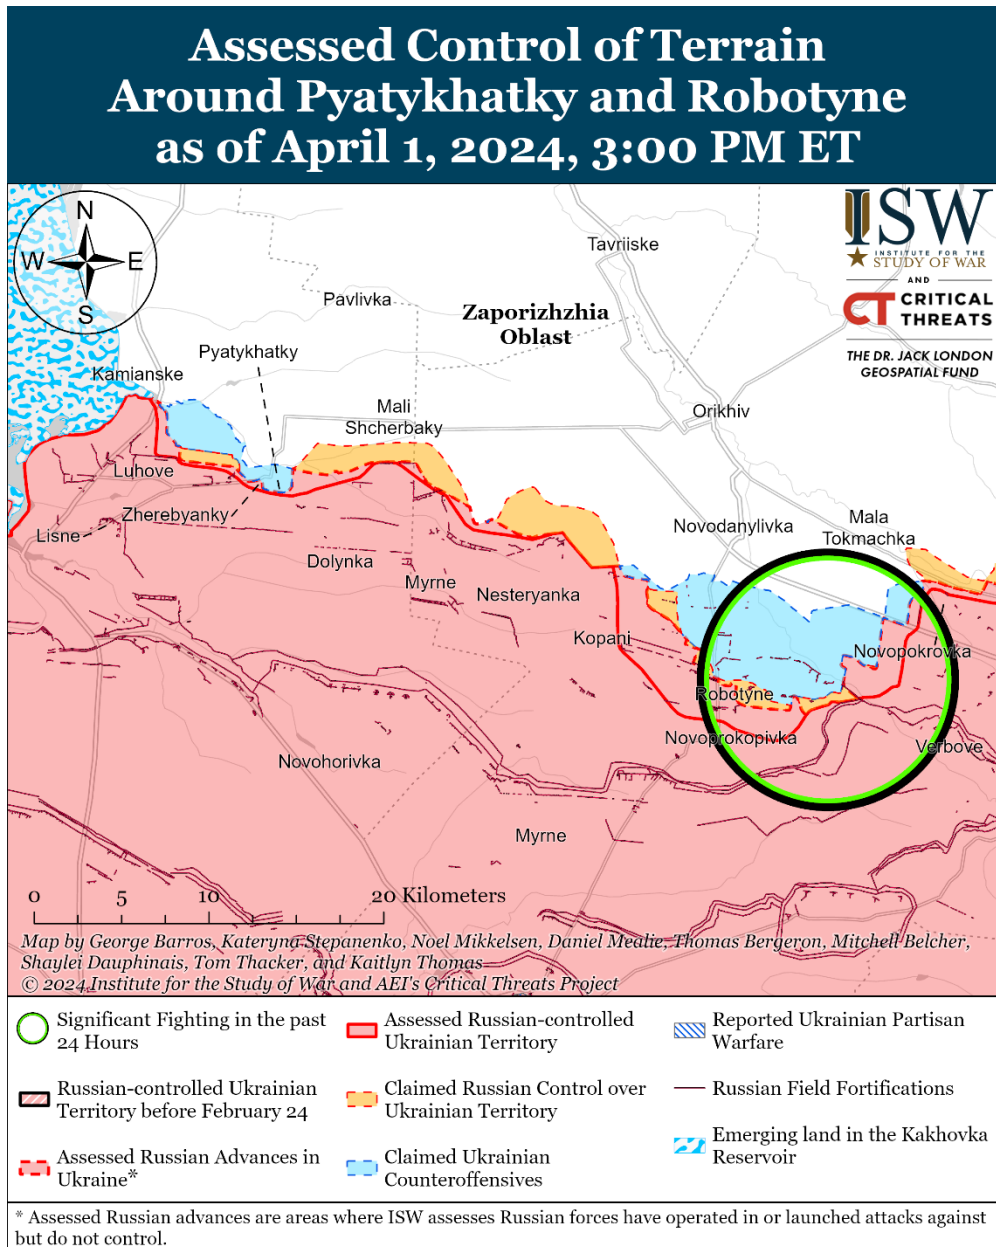 Assessed Control of Terrain
Around Pyatykhatky and Robotyne
as of April 1, 2024, 3:00 PM ET
N
W
E
S
ISW
INSTITUTE FOR THE
STUDY OF WAR
AND
CT CRITICAL
THREATS
THE DR. JACK LONDON
GEOSPATIAL FUND
Tavriiske
Pavlivka
Zaporizhzhia
Oblast
Pyatykhatky
Kamianske
Mali
Shcherbaky
Orikhiv
Luhove
Zherebyanky
Lisne
Novodanylivka
Mala
Tokmachka
Dolynka
Myrne
Nesteryanka
Kopani
Novopokrovka
Robotyne
Novoprokopivka
Verbove
Novohorivka
Myrne
0 5 10 20 Kilometers
Map by George Barros, Kateryna Stepanenko, Noel Mikkelsen, Daniel Mealie, Thomas Bergeron, Mitchell Belcher,
Shaylei Dauphinais, Tom Thacker, and Kaitlyn Thomas
© 2024 Institute for the Study of War and AEI's Critical Threats Project
Significant Fighting in the past
24 Hours
Russian-controlled Ukrainian
Territory before February 24
Assessed Russian Advances in
Ukraine*
Assessed Russian-controlled
Ukrainian Territory
Claimed Russian Control over
Ukrainian Territory
Claimed Ukrainian
Counteroffensives
Reported Ukrainian Partisan
Warfare
Russian Field Fortifications
Emerging land in the Kakhovka
Reservoir
* Assessed Russian advances are areas where ISW assesses Russian forces have operated in or launched attacks against
but do not control.